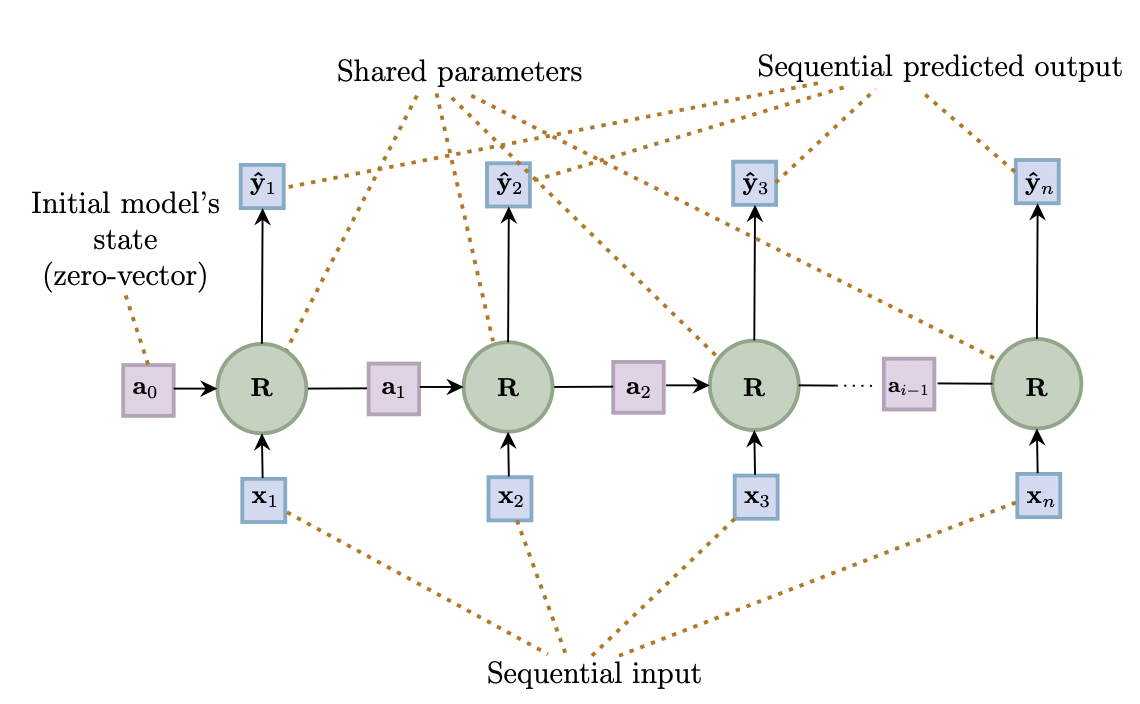 Shared parameters
Sequential predicted output
ŷ₁
ŷ₂
ŷ₃
ŷₙ
Initial model's
state
(zero-vector)
a₀
R
a₁
R
a₂
R
aᵢ₋₁
R
x₁
x₂
x₃
xₙ
Sequential input